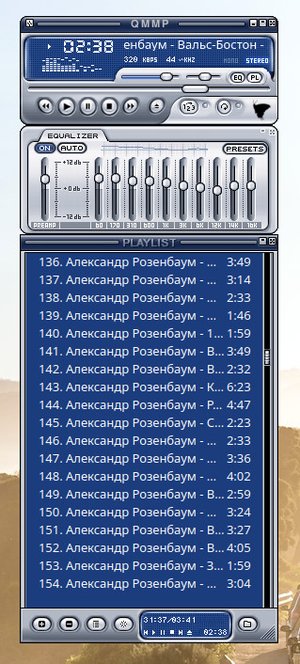 QMMP
02:38
енбаум - Вальс-Бостон -
320 KBPS 44 KHZ MONO STEREO
EQ PL
123
EQUALIZER
ON AUTO PRESETS
+12 db
+0 db
-12 db
PREAMP 60 170 310 600 1K 3K 6K 12K 14K 16K
PLAYLIST
136. Александр Розенбаум - ... 3:49
137. Александр Розенбаум - ... 3:14
138. Александр Розенбаум - ... 2:33
139. Александр Розенбаум - ... 1:46
140. Александр Розенбаум - 1... 1:59
141. Александр Розенбаум - В... 3:49
142. Александр Розенбаум - В... 2:32
143. Александр Розенбаум - К... 6:23
144. Александр Розенбаум - Р... 4:47
145. Александр Розенбаум - С... 2:23
146. Александр Розенбаум - ... 2:33
147. Александр Розенбаум - ... 3:36
148. Александр Розенбаум - ... 4:02
149. Александр Розенбаум - В... 2:59
150. Александр Розенбаум - ... 3:24
151. Александр Розенбаум - В... 3:27
152. Александр Розенбаум - В... 4:05
153. Александр Розенбаум - З... 1:59
154. Александр Розенбаум - ... 3:04
31:37/03:41
02:38